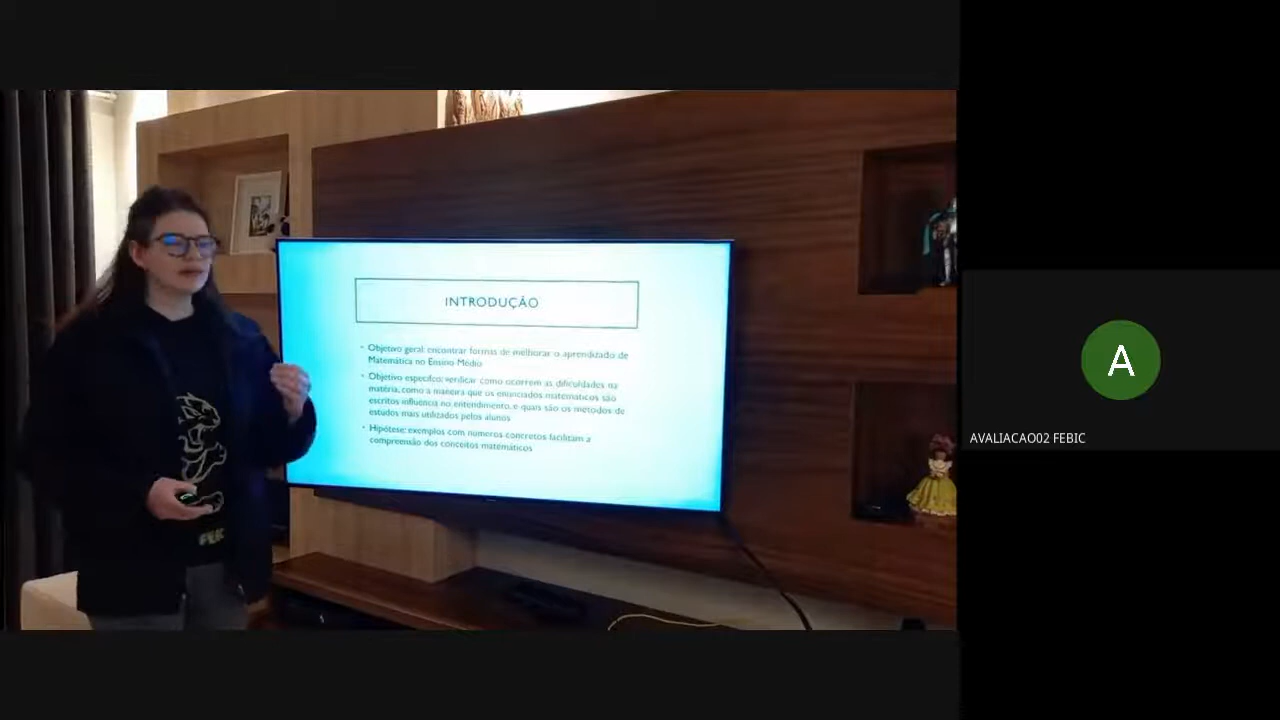 INTRODUÇÃO
• Objetivo geral: encontrar formas de melhorar o aprendizado de
Matemática no Ensino Médio
• Objetivo específco: verificar como ocorrem as dificuldades na
matéria, como a maneira que os enunciados matemáticos são
escritos influência no entendimento, e quais são os métodos de
estudos mais utilizados pelos alunos
• Hipótese: exemplos com números concretos facilitam a
compreensão dos conceitos matemáticos
A
AVALIACAO02 FEBIC